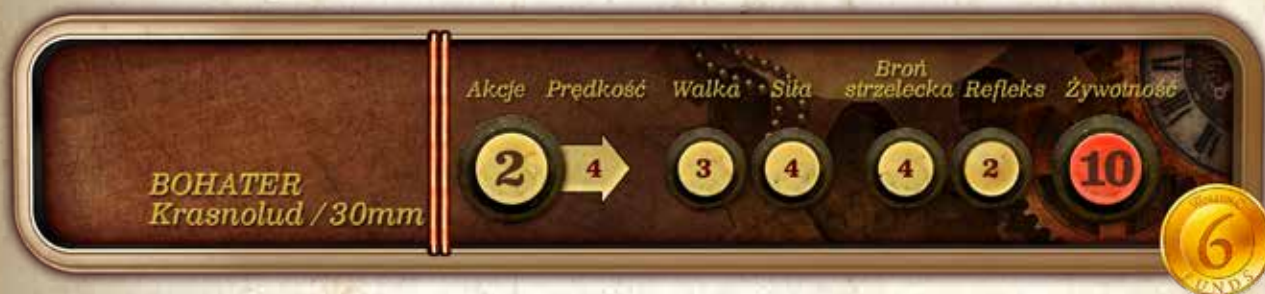 Akcje Prędkość Walka Siła Broń strzelecka Refleks Żywotność
2 4 3 4 4 2 10
BOHATER
Krasnolud / 30mm
6
FUNDS